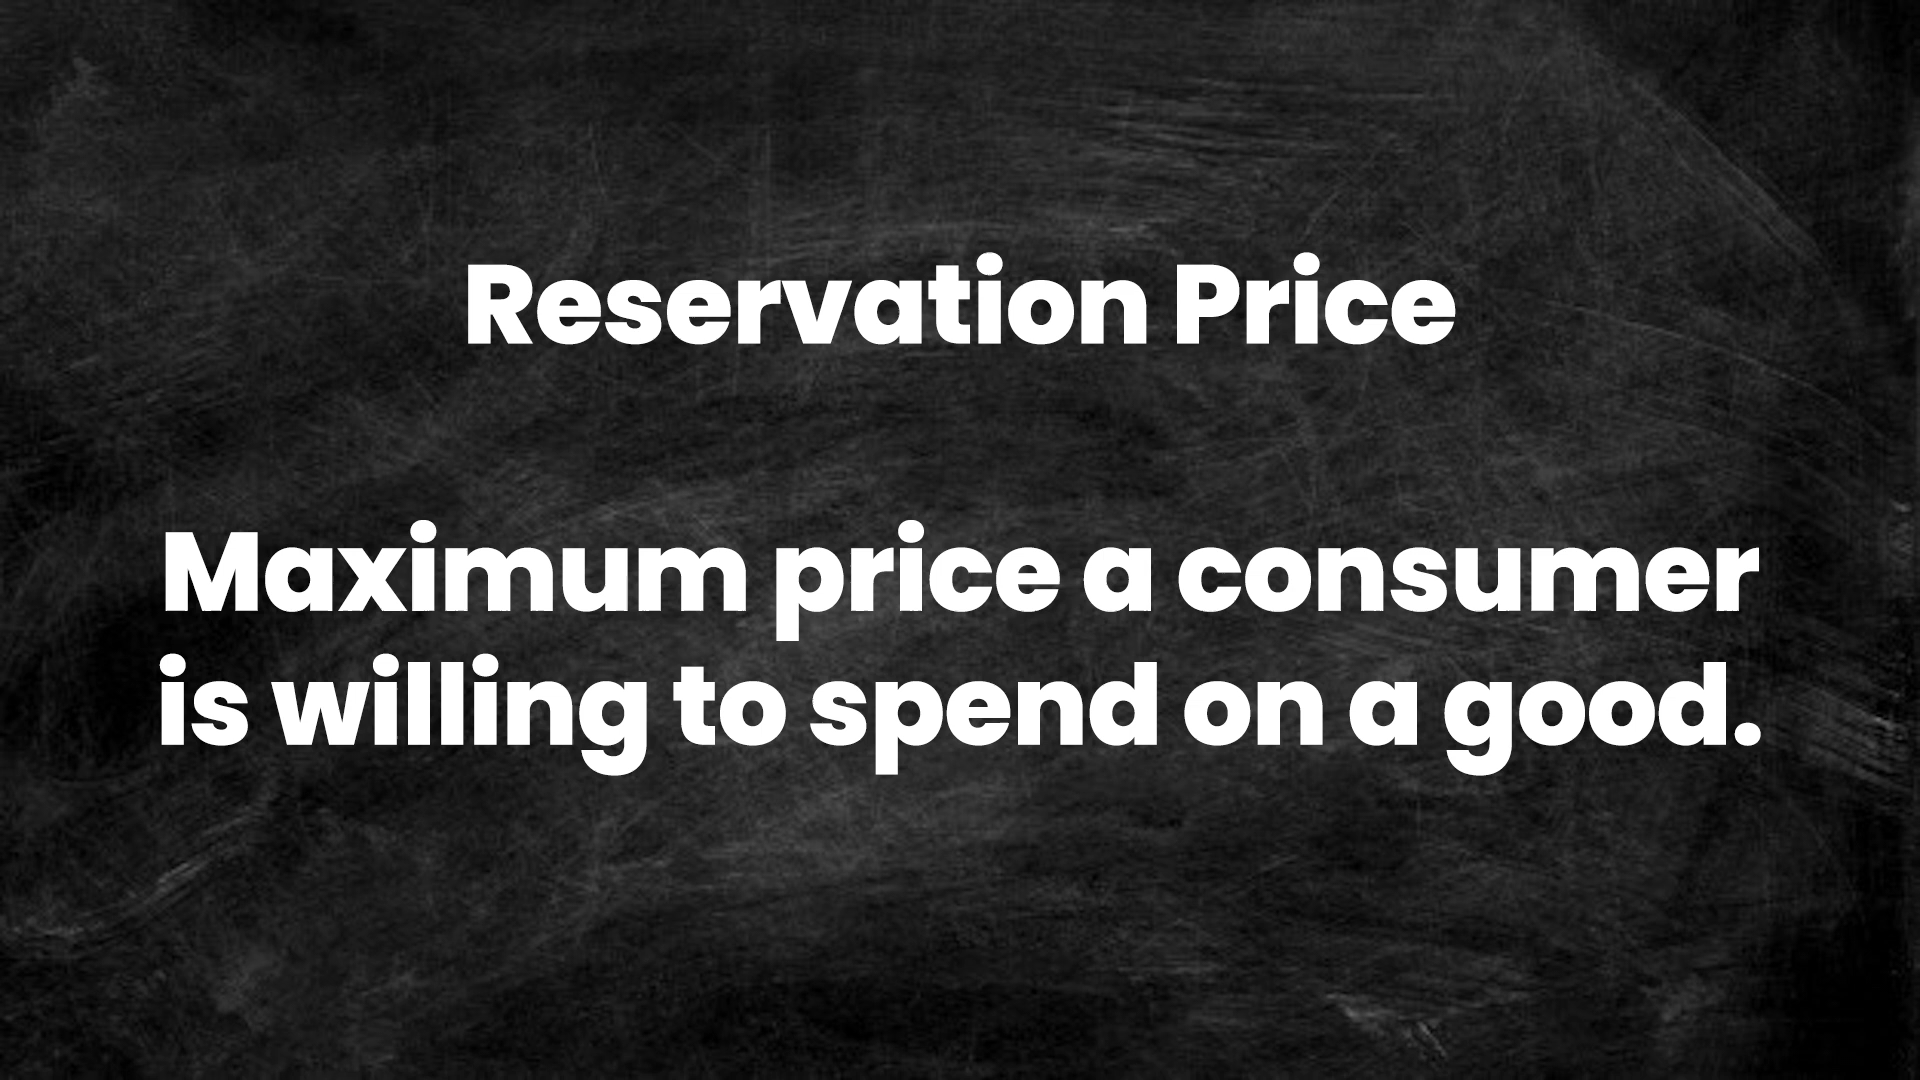 Reservation Price
Maximum price a consumer
is willing to spend on a good.